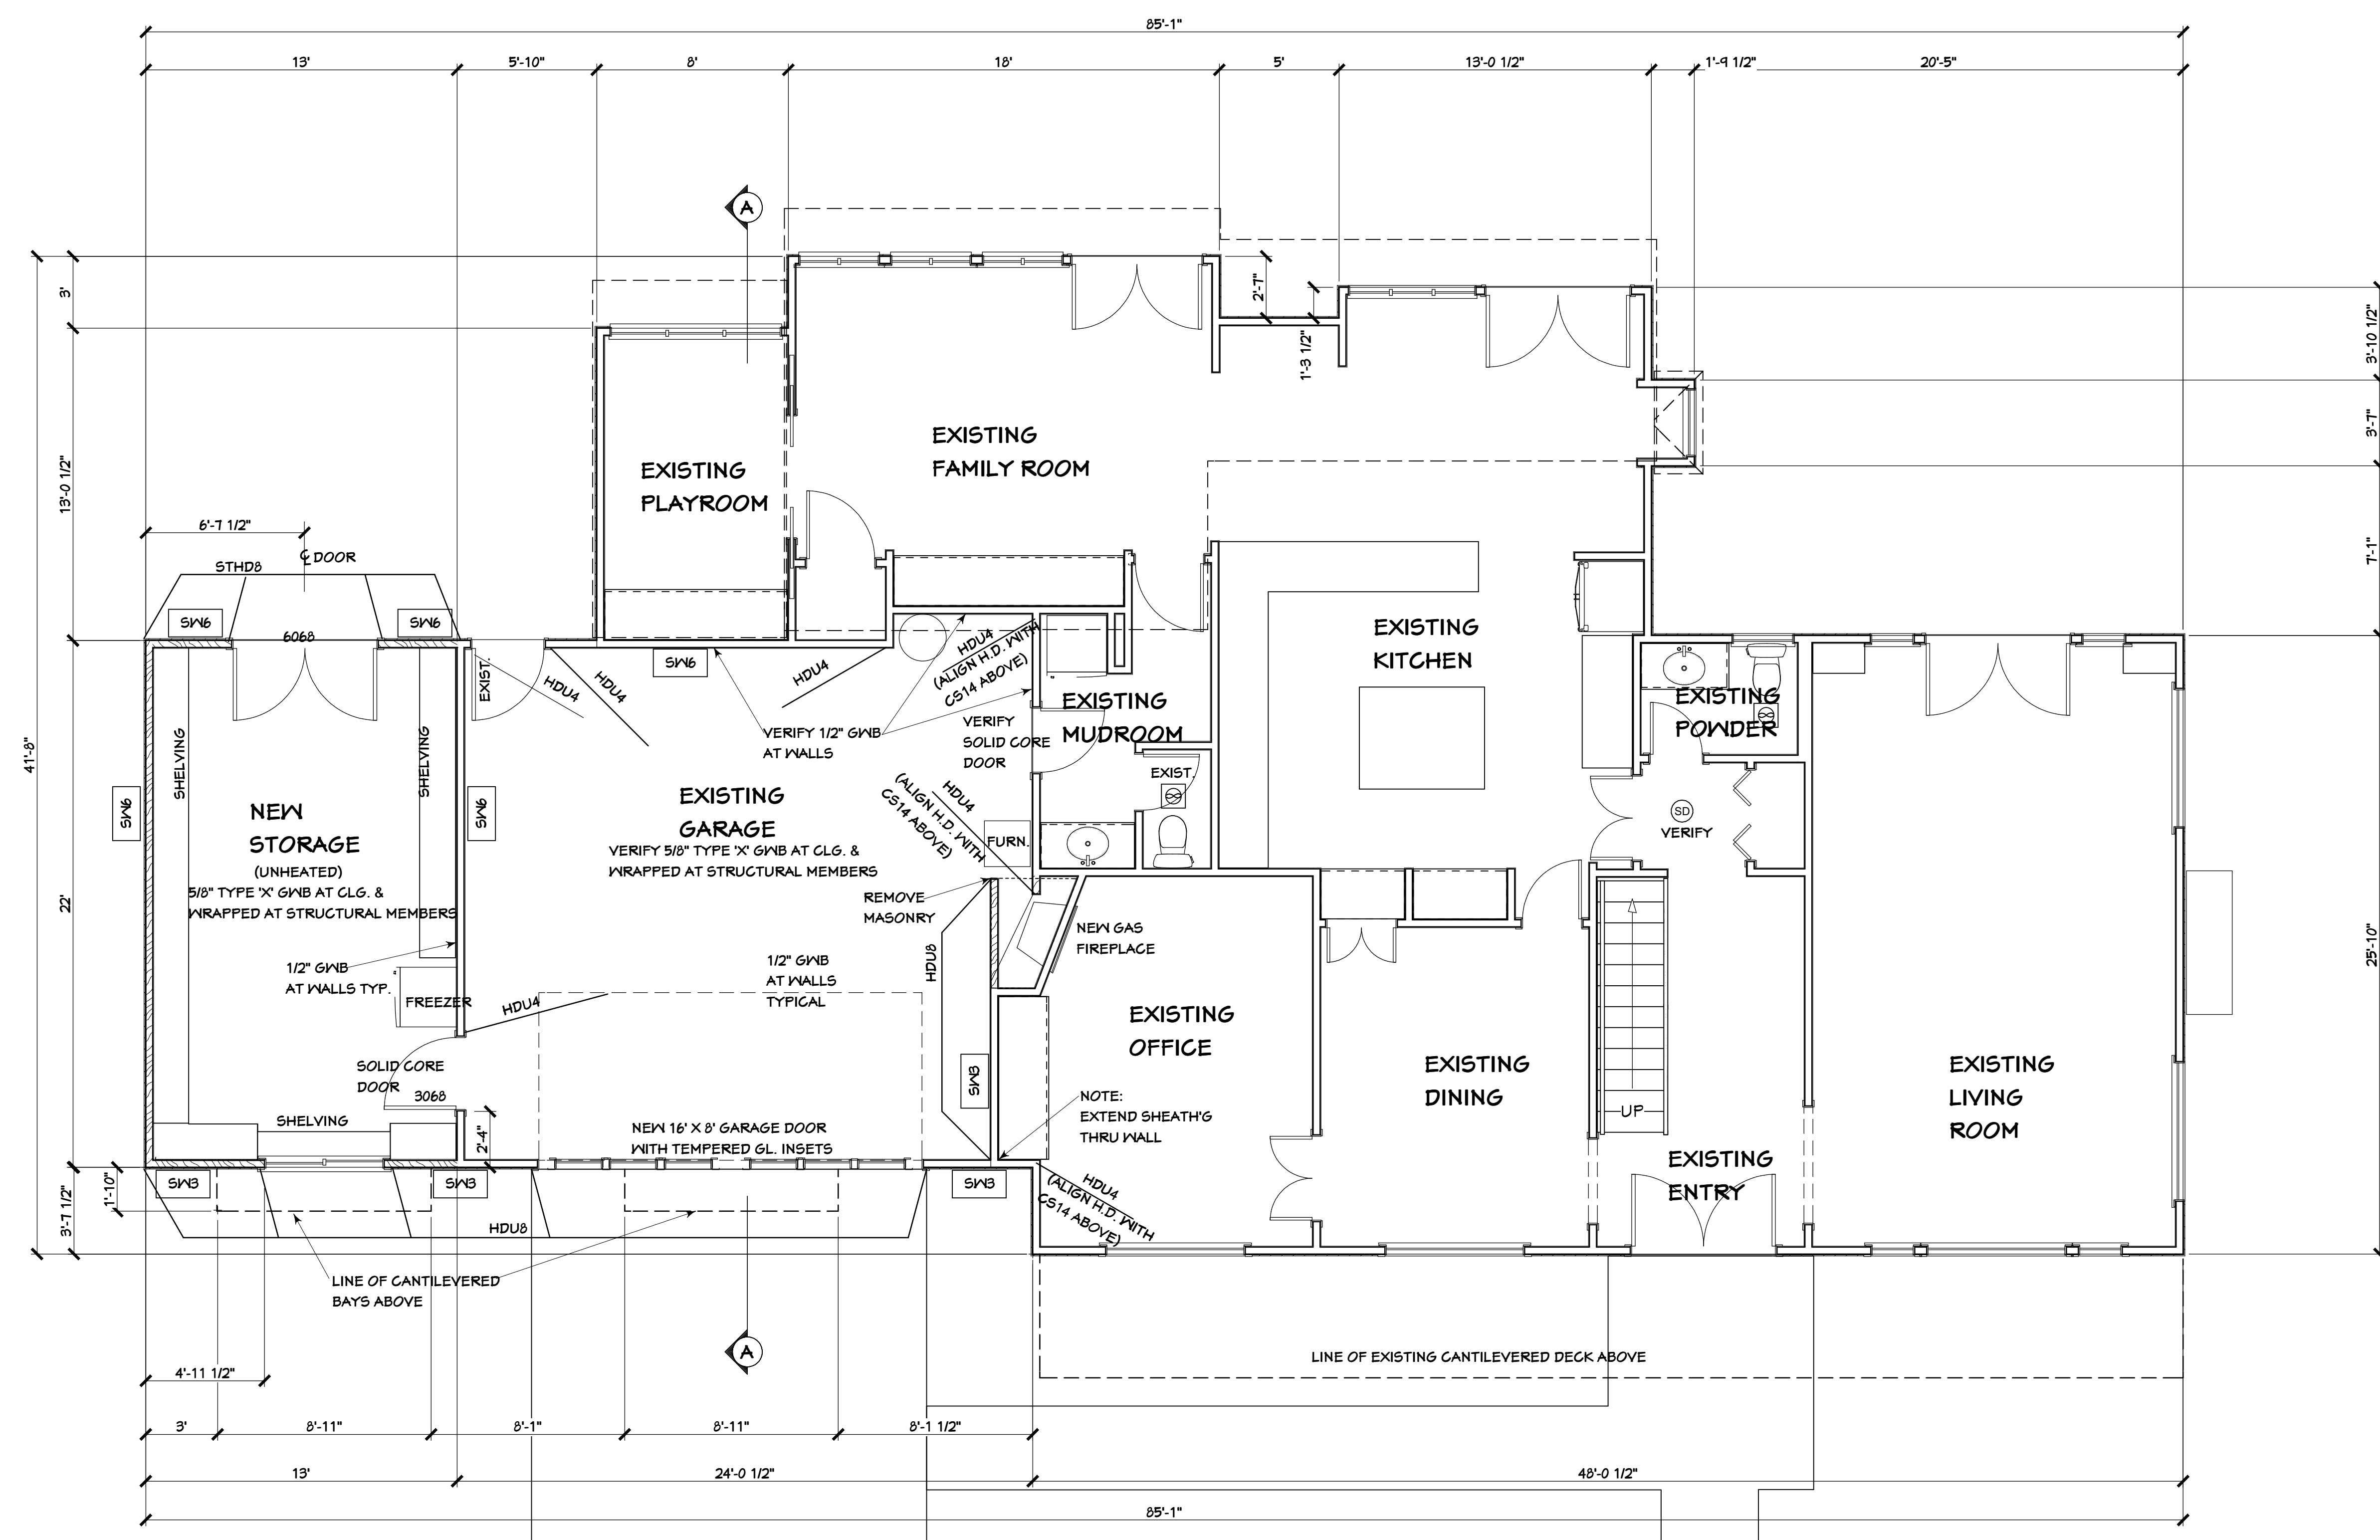 85'-1"
13'
5'-10"
8'
18'
5'
13'-0 1/2"
1'-9 1/2"
20'-5"
A
3'
2'-7"
1'-3 1/2"
3'-10 1/2"
3'-7"
7'-1"
13'-0 1/2"
41'-8"
22'
25'-10"
3'-7 1/2"
1'-10"
6'-7 1/2"
℄ DOOR
STHD8
SW6
SW6
6068
EXISTING
PLAYROOM
EXISTING
FAMILY ROOM
EXISTING
KITCHEN
EXISTING
MUDROOM
EXISTING
POWDER
EXIST.
HDU4
HDU4
SW6
HDU4
HDU4
(ALIGN H.D. WITH
CS14 ABOVE)
VERIFY 1/2" GWB
AT WALLS
VERIFY
SOLID CORE
DOOR
EXIST.
SD
VERIFY
SHELVING
SHELVING
SW6
SW6
NEW
STORAGE
(UNHEATED)
5/8" TYPE 'X' GWB AT CLG. &
WRAPPED AT STRUCTURAL MEMBERS
EXISTING
GARAGE
VERIFY 5/8" TYPE 'X' GWB AT CLG. &
WRAPPED AT STRUCTURAL MEMBERS
HDU4
(ALIGN H.D. WITH
CS14 ABOVE)
FURN.
REMOVE
MASONRY
NEW GAS
FIREPLACE
1/2" GWB
AT WALLS TYP.
FREEZER
HDU4
1/2" GWB
AT WALLS
TYPICAL
HDU8
SW3
SOLID CORE
DOOR
3068
SHELVING
2'-4"
NEW 16' X 8' GARAGE DOOR
WITH TEMPERED GL. INSETS
EXISTING
OFFICE
NOTE:
EXTEND SHEATH'G
THRU WALL
EXISTING
DINING
UP
EXISTING
ENTRY
EXISTING
LIVING
ROOM
SW3
SW3
SW3
HDU8
HDU4
(ALIGN H.D. WITH
CS14 ABOVE)
LINE OF CANTILEVERED
BAYS ABOVE
A
LINE OF EXISTING CANTILEVERED DECK ABOVE
4'-11 1/2"
3'
8'-11"
8'-1"
8'-11"
8'-1 1/2"
13'
24'-0 1/2"
48'-0 1/2"
85'-1"